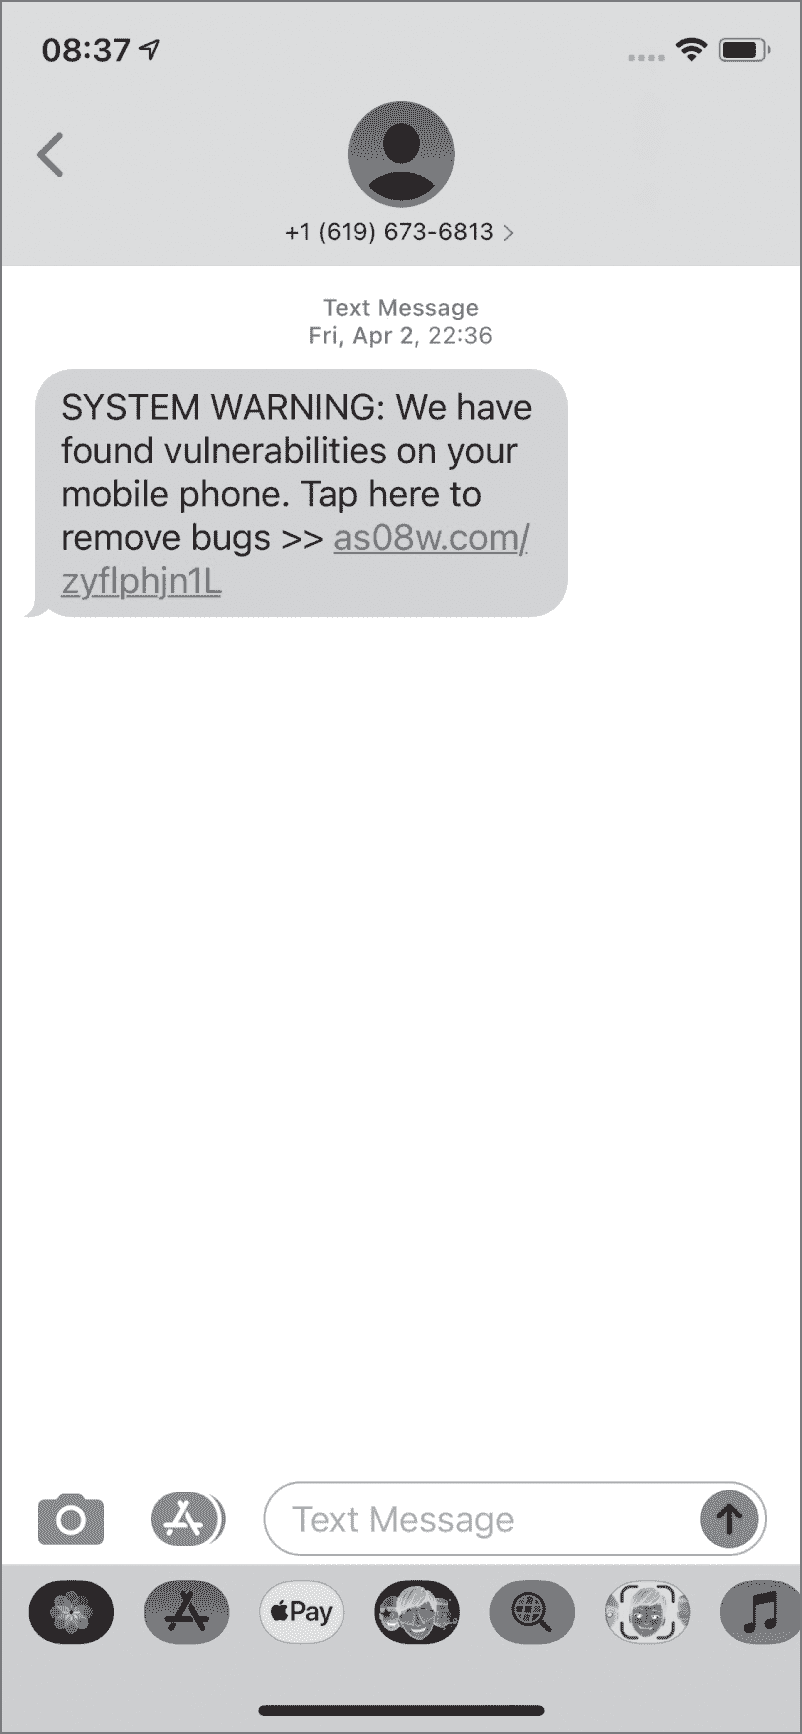 08:37
+1 (619) 673-6813
Text Message
Fri, Apr 2, 22:36
SYSTEM WARNING: We have
found vulnerabilities on your
mobile phone. Tap here to
remove bugs >> as08w.com/
zyflphjn1L
Text Message
Pay